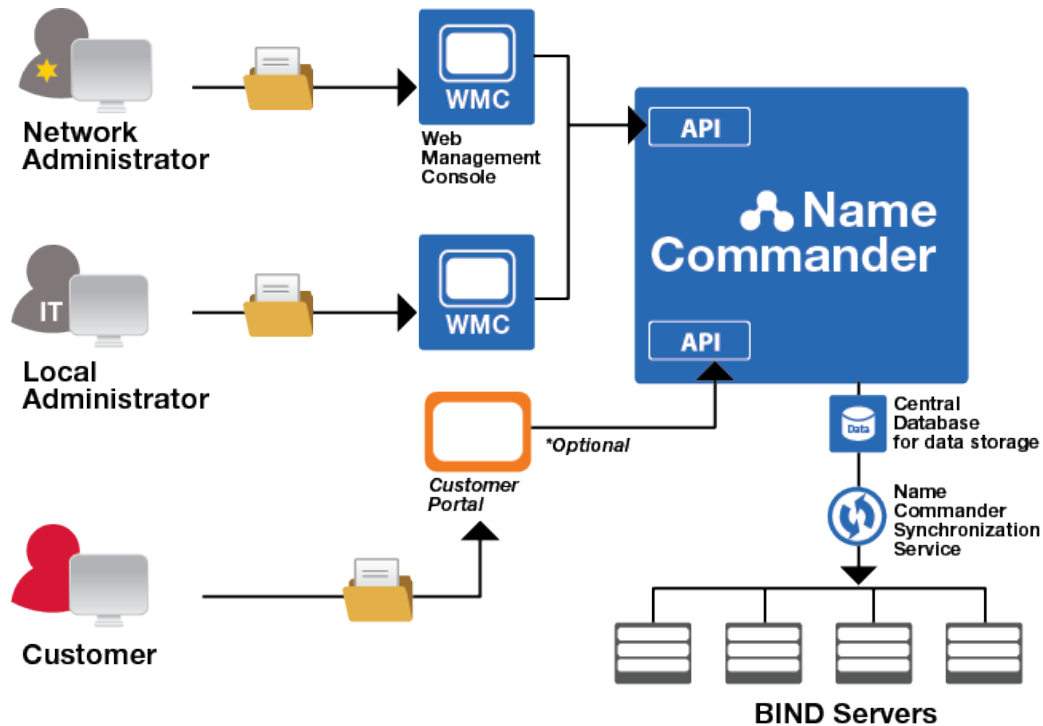 Network
Administrator
WMC
Web
Management
Console
API
Name
Commander
IT
Local
Administrator
WMC
API
*Optional
Customer
Portal
Data
Central
Database
for data storage
Name
Commander
Synchronization
Service
Customer
BIND Servers